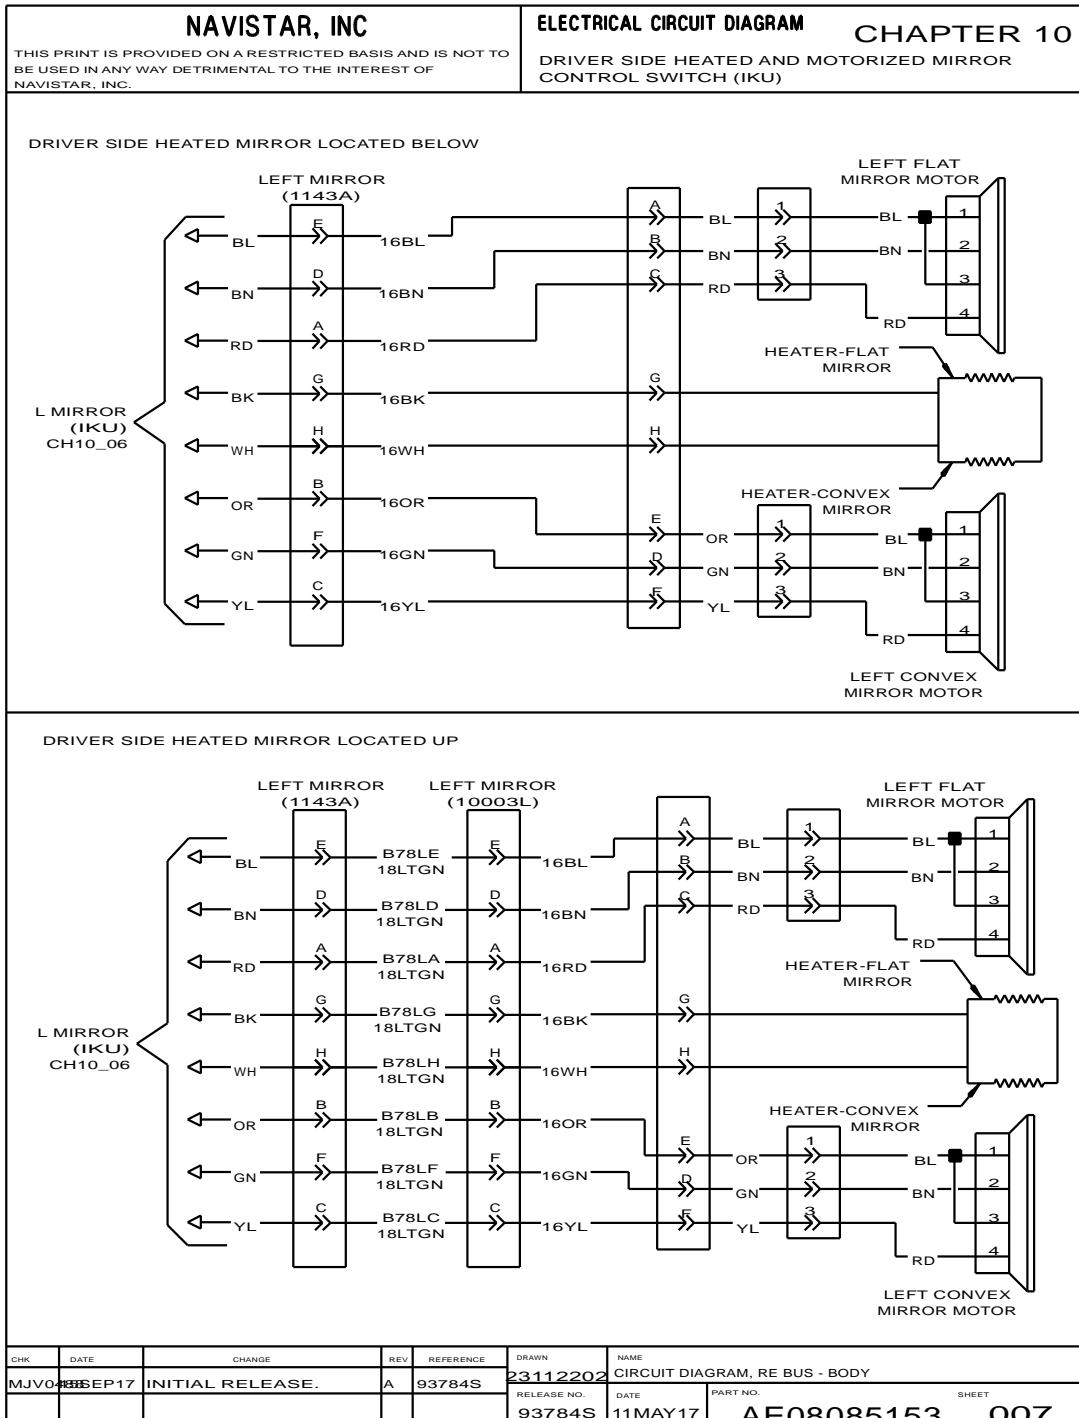 NAVISTAR, INC
THIS PRINT IS PROVIDED ON A RESTRICTED BASIS AND IS NOT TO
BE USED IN ANY WAY DETRIMENTAL TO THE INTEREST OF
NAVISTAR, INC.
ELECTRICAL CIRCUIT DIAGRAM
CHAPTER 10
DRIVER SIDE HEATED AND MOTORIZED MIRROR
CONTROL SWITCH (IKU)
DRIVER SIDE HEATED MIRROR LOCATED BELOW
LEFT MIRROR
(1143A)
LEFT FLAT
MIRROR MOTOR
BL E 16BL A BL 1 BL 1
BN D 16BN B BN 2 BN 2
RD A 16RD C RD 3 3
RD 4
HEATER-FLAT
MIRROR
BK G 16BK G
L MIRROR
(IKU)
CH10_06
WH H 16WH H
HEATER-CONVEX
MIRROR
OR B 16OR E OR 1 BL 1
GN F 16GN D GN 2 BN 2
YL C 16YL F YL 3 3
RD 4
LEFT CONVEX
MIRROR MOTOR
DRIVER SIDE HEATED MIRROR LOCATED UP
LEFT MIRROR
(1143A)
LEFT MIRROR
(10003L)
LEFT FLAT
MIRROR MOTOR
BL E B78LE E 16BL A BL 1 BL 1
18LTGN
BN D B78LD D 16BN B BN 2 BN 2
18LTGN
RD A B78LA A 16RD C RD 3 3
18LTGN
RD 4
HEATER-FLAT
MIRROR
BK G B78LG G 16BK G
18LTGN
L MIRROR
(IKU)
CH10_06
WH H B78LH H 16WH H
18LTGN
HEATER-CONVEX
MIRROR
OR B B78LB B 16OR E OR 1 BL 1
18LTGN
GN F B78LF F 16GN D GN 2 BN 2
18LTGN
YL C B78LC C 16YL F YL 3 3
18LTGN
RD 4
LEFT CONVEX
MIRROR MOTOR
CHK DATE CHANGE REV REFERENCE
INITIAL RELEASE. A 93784S
DRAWN
23112202
NAME
CIRCUIT DIAGRAM, RE BUS - BODY
RELEASE NO.
93784S
DATE
11MAY17
PART NO.
AE08085153
SHEET
007